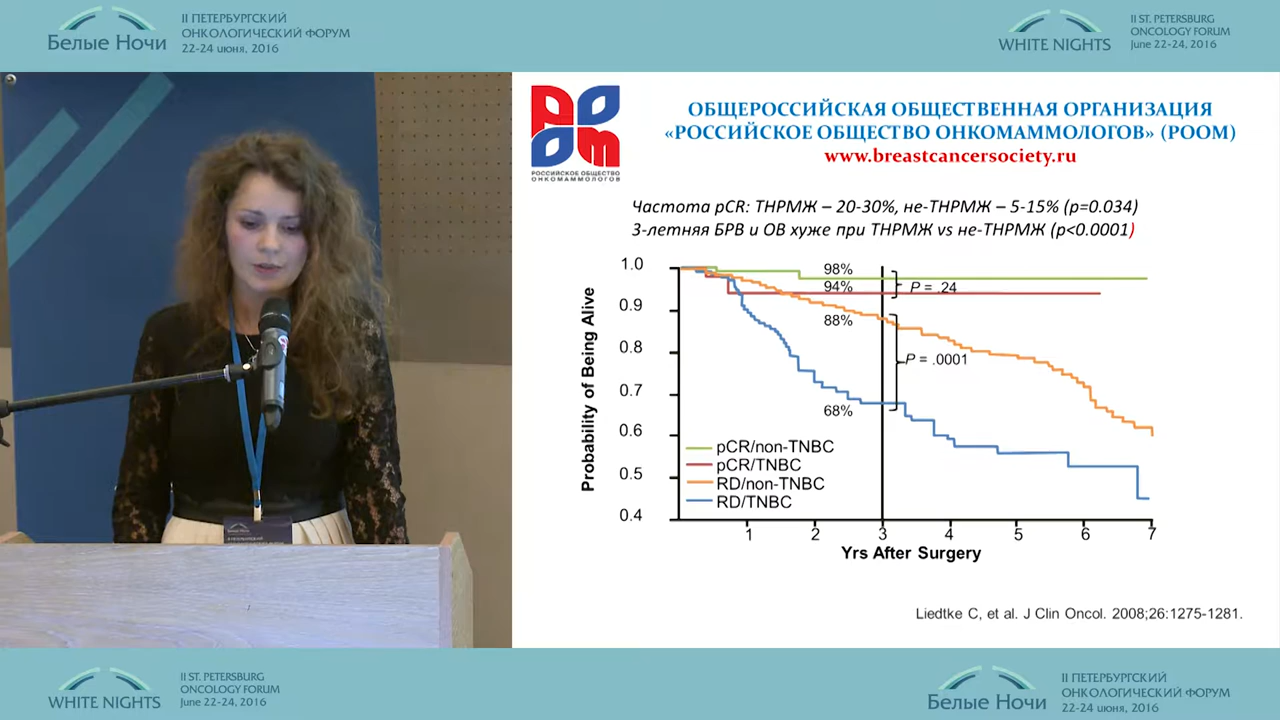 Белые Ночи
II ПЕТЕРБУРГСКИЙ
ОНКОЛОГИЧЕСКИЙ ФОРУМ
22-24 июня, 2016
WHITE NIGHTS
II ST. PETERSBURG
ONCOLOGY FORUM
June 22-24, 2016
РООМ
РОССИЙСКОЕ ОБЩЕСТВО
ОНКОМАММОЛОГОВ
ОБЩЕРОССИЙСКАЯ ОБЩЕСТВЕННАЯ ОРГАНИЗАЦИЯ
«РОССИЙСКОЕ ОБЩЕСТВО ОНКОМАММОЛОГОВ» (РООМ)
www.breastcancersociety.ru
Частота pCR: ТНРМЖ – 20-30%, не-ТНРМЖ – 5-15% (p=0.034)
3-летняя БРВ и ОВ хуже при ТНРМЖ vs не-ТНРМЖ (p<0.0001)
Probability of Being Alive
1.0
0.9
0.8
0.7
0.6
0.5
0.4
98%
94%
88%
68%
P = .24
P = .0001
pCR/non-TNBC
pCR/TNBC
RD/non-TNBC
RD/TNBC
1 2 3 4 5 6 7
Yrs After Surgery
Liedtke C, et al. J Clin Oncol. 2008;26:1275-1281.
Белые Ночи
WHITE NIGHTS
II ST. PETERSBURG
ONCOLOGY FORUM
June 22-24, 2016
Белые Ночи
II ПЕТЕРБУРГСКИЙ
ОНКОЛОГИЧЕСКИЙ ФОРУМ
22-24 июня, 2016